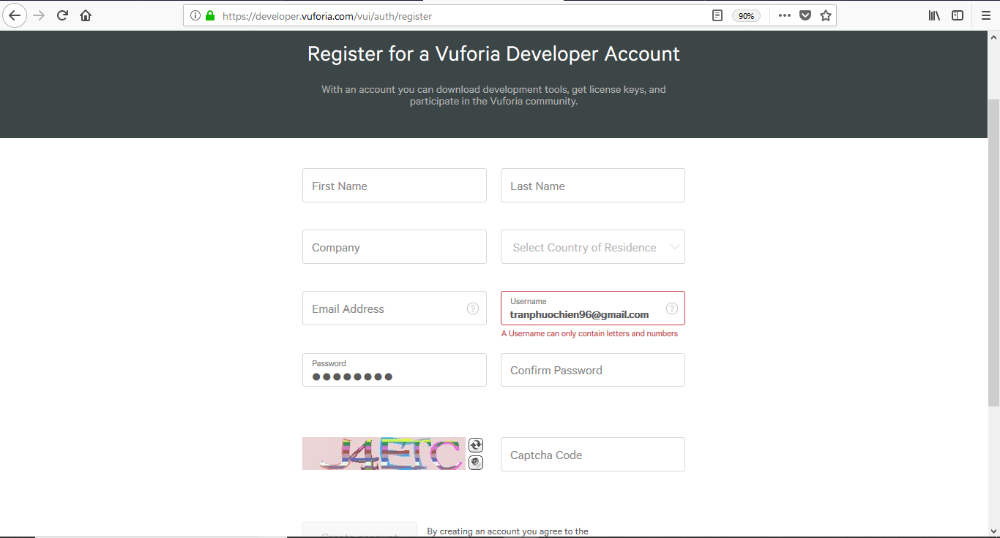 https://developer.vuforia.com/vui/auth/register
90%
Register for a Vuforia Developer Account
With an account you can download development tools, get license keys, and
participate in the Vuforia community.
First Name
Last Name
Company
Select Country of Residence
Email Address
?
Username
tranphuochien96@gmail.com
?
A Username can only contain letters and numbers
Password
Confirm Password
J4ETC
Captcha Code
Create account
By creating an account you agree to the